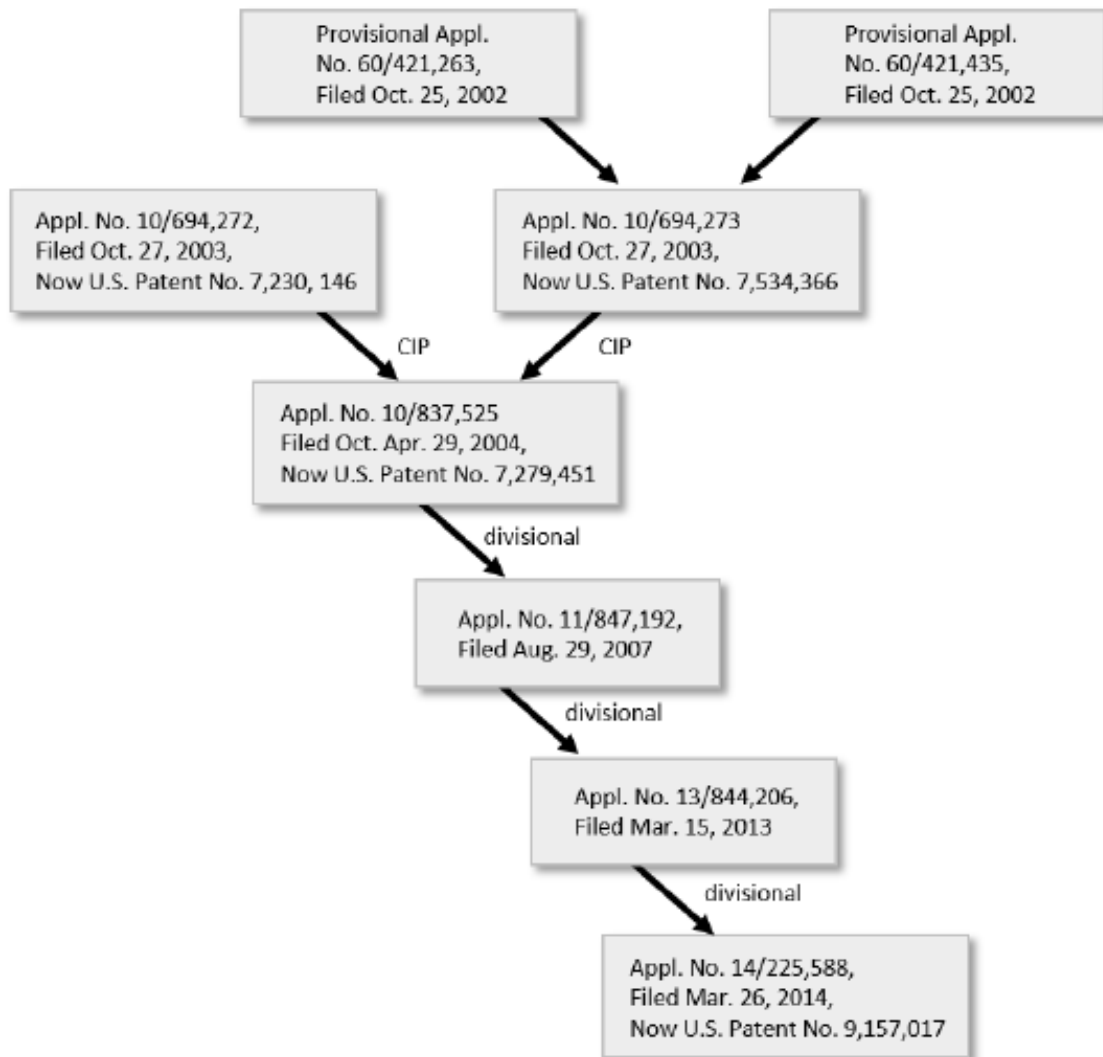 Provisional Appl.
No. 60/421,263,
Filed Oct. 25, 2002
Provisional Appl.
No. 60/421,435,
Filed Oct. 25, 2002
Appl. No. 10/694,272,
Filed Oct. 27, 2003,
Now U.S. Patent No. 7,230, 146
Appl. No. 10/694,273
Filed Oct. 27, 2003,
Now U.S. Patent No. 7,534,366
CIP
CIP
Appl. No. 10/837,525
Filed Oct. Apr. 29, 2004,
Now U.S. Patent No. 7,279,451
divisional
Appl. No. 11/847,192,
Filed Aug. 29, 2007
divisional
Appl. No. 13/844,206,
Filed Mar. 15, 2013
divisional
Appl. No. 14/225,588,
Filed Mar. 26, 2014,
Now U.S. Patent No. 9,157,017